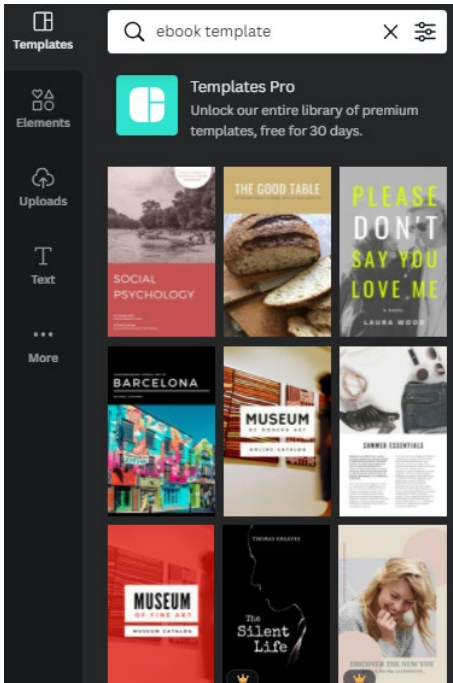 Templates
Elements
Uploads
Text
More
ebook template
Templates Pro
Unlock our entire library of premium
templates, free for 30 days.
SOCIAL
PSYCHOLOGY
THE GOOD TABLE
PLEASE
DON'T
SAY YOU
LOVE ME
A NOVEL
LAURA WOOD
BARCELONA
MUSEUM
OF MODERN ART
ONLINE CATALOG
SUMMER ESSENTIALS
MUSEUM
OF FINE ART
MUSEUM CATALOG
THOMAS GREAVES
The
Silent
Life
DISCOVER THE NEW YOU